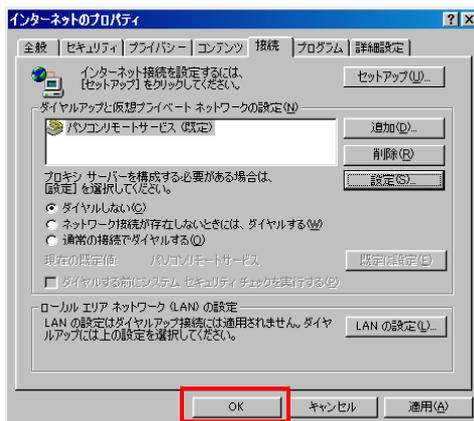 インターネットのプロパティ
全般 セキュリティ プライバシー コンテンツ 接続 プログラム 詳細設定
インターネット接続を設定するには、
[セットアップ] をクリックしてください。
セットアップ(U)...
ダイヤルアップと仮想プライベート ネットワークの設定(N)
パソコンリモートサービス (既定)
追加(D)...
削除(R)
プロキシ サーバーを構成する必要がある場合は、
[設定] を選択してください。
設定(S)...
ダイヤルしない(C)
ネットワーク接続が存在しないときには、ダイヤルする(W)
通常の接続でダイヤルする(O)
現在の既定値: パソコンリモートサービス
既定に設定(E)
ダイヤルする前にシステム セキュリティ チェックを実行する(P)
ローカル エリア ネットワーク (LAN) の設定
LAN の設定はダイヤルアップ接続には適用されません。ダイヤ
ルアップには上の設定を選択してください。
LAN の設定(L)...
OK キャンセル 適用(A)